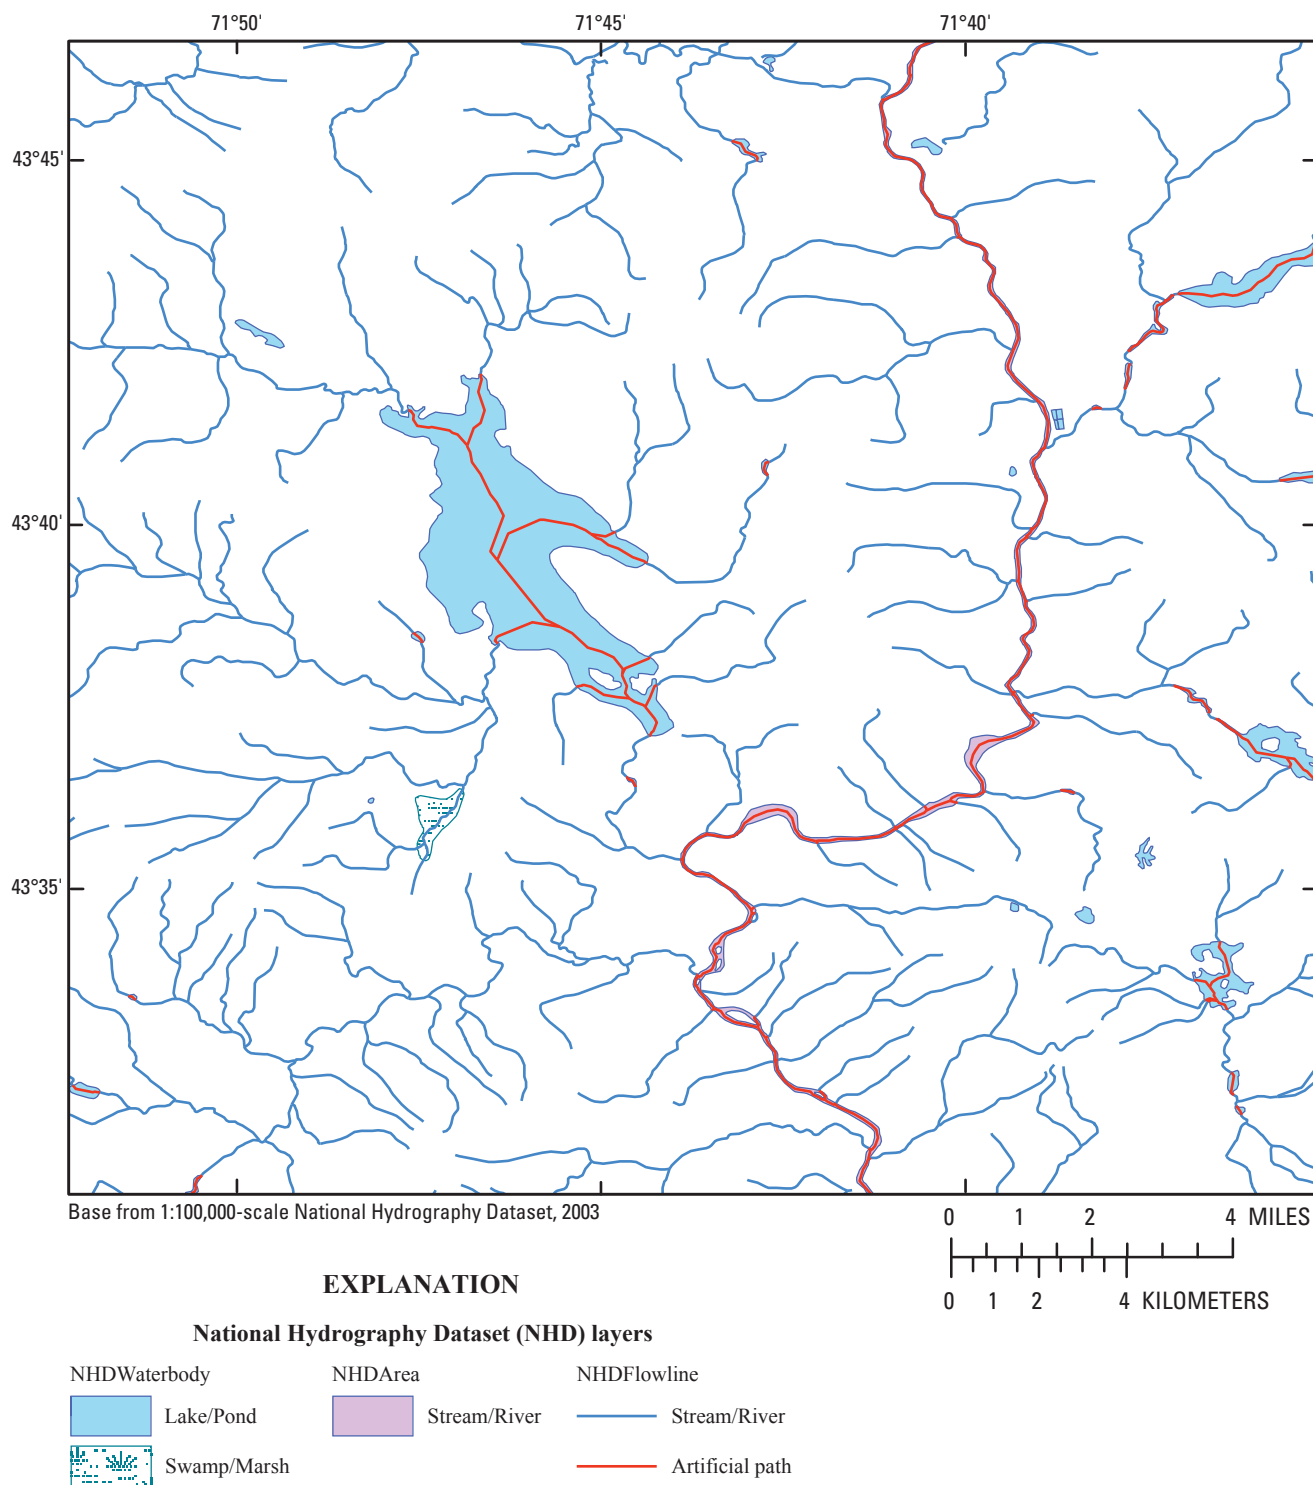 71°50' 71°45' 71°40'
43°45'
43°40'
43°35'
Base from 1:100,000-scale National Hydrography Dataset, 2003
0 1 2 4 MILES
0 1 2 4 KILOMETERS
EXPLANATION
National Hydrography Dataset (NHD) layers
NHDWaterbody NHDArea NHDFlowline
Lake/Pond Stream/River Stream/River
Swamp/Marsh Artificial path